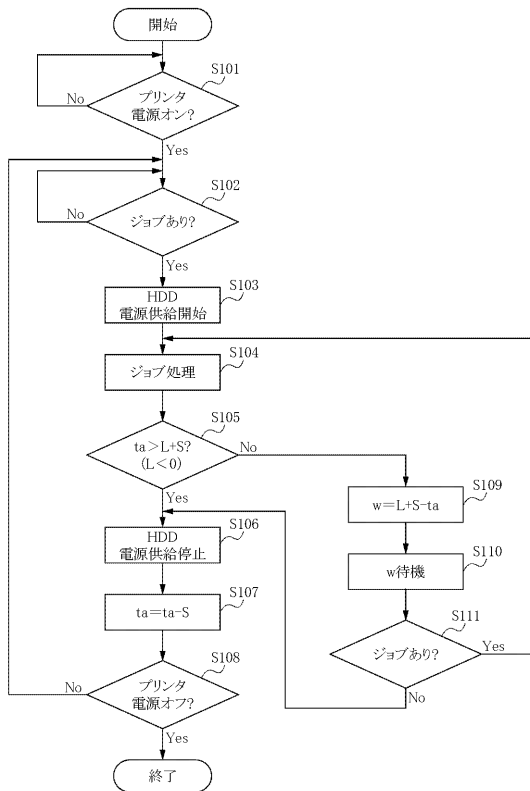 開始
S101
プリンタ
電源オン?
No
Yes
S102
ジョブあり?
No
Yes
S103
HDD
電源供給開始
S104
ジョブ処理
S105
ta>L+S?
(L<0)
No
Yes
S109
w=L+S-ta
S106
HDD
電源供給停止
S110
w待機
S107
ta=ta-S
S111
ジョブあり?
Yes
No
S108
プリンタ
電源オフ?
No
Yes
終了